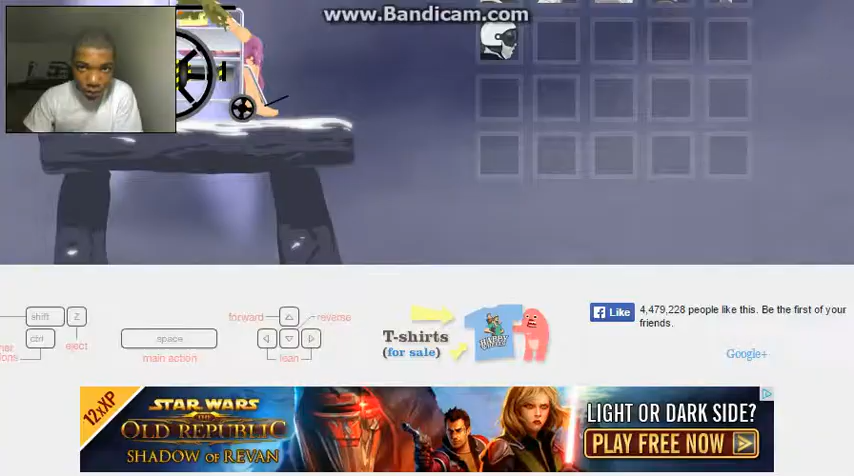 www.Bandicam.com
shift
Z
ctrl
eject
space
main action
forward
reverse
lean
T-shirts
(for sale)
HAPPY WHEELS
Like
4,479,228 people like this. Be the first of your
friends.
Google+
12xXP
STAR WARS
THE
OLD REPUBLIC
SHADOW OF REVAN
LIGHT OR DARK SIDE?
PLAY FREE NOW